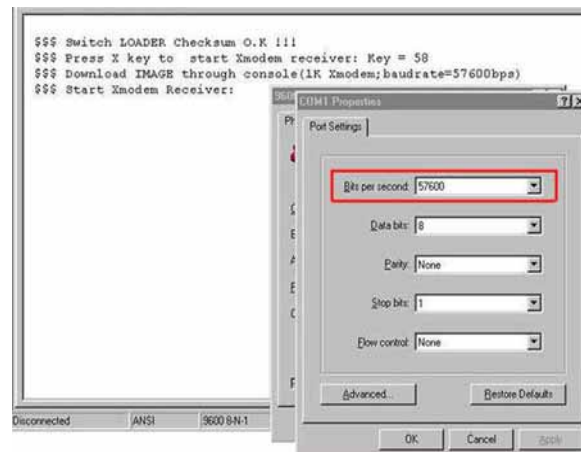 $$$ Switch LOADER Checksum O.K !!!
$$$ Press X key to start Xmodem receiver: Key = 58
$$$ Download IMAGE through console(1K Xmodem;baudrate=57600bps)
$$$ Start Xmodem Receiver:
COM1 Properties
Port Settings
Bits per second: 57600
Data bits: 8
Parity: None
Stop bits: 1
Flow control: None
Advanced...
Restore Defaults
OK
Cancel
Apply
Disconnected
ANSI
9600 8-N-1